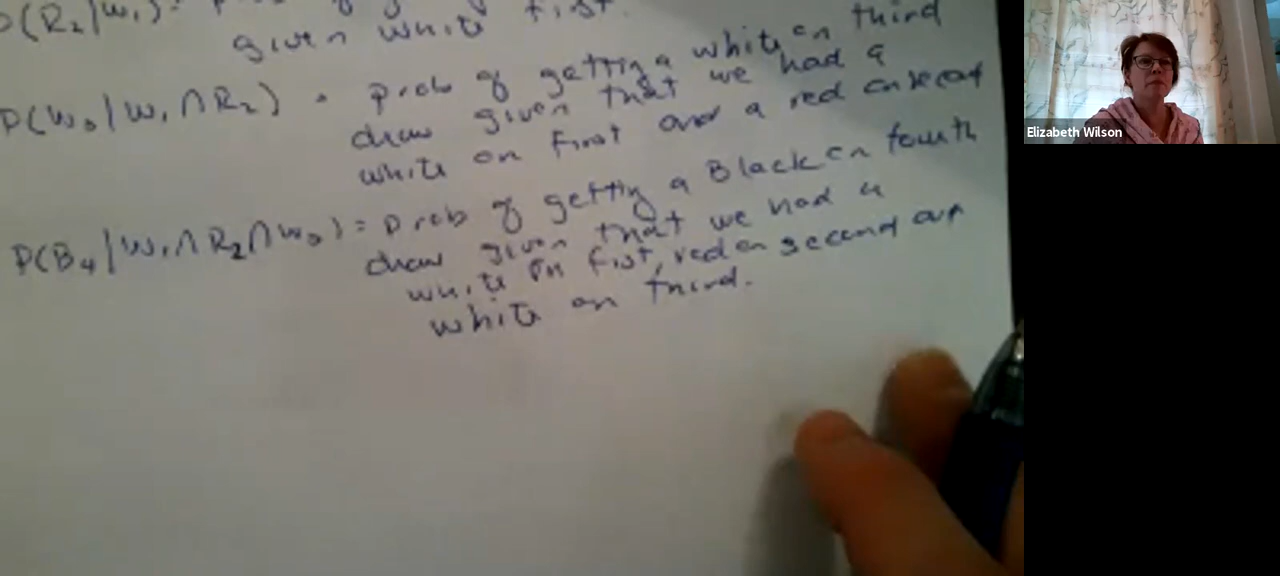 P(R₂|W₁) =
given white first.
P(W₃|W₁∩R₂) = prob of getting a white on third
draw given that we had a
white on first and a red on second
P(B₄|W₁∩R₂∩W₃) = prob of getting a Black on fourth
draw given that we had a
white on first, red on second and
white on third.
Elizabeth Wilson